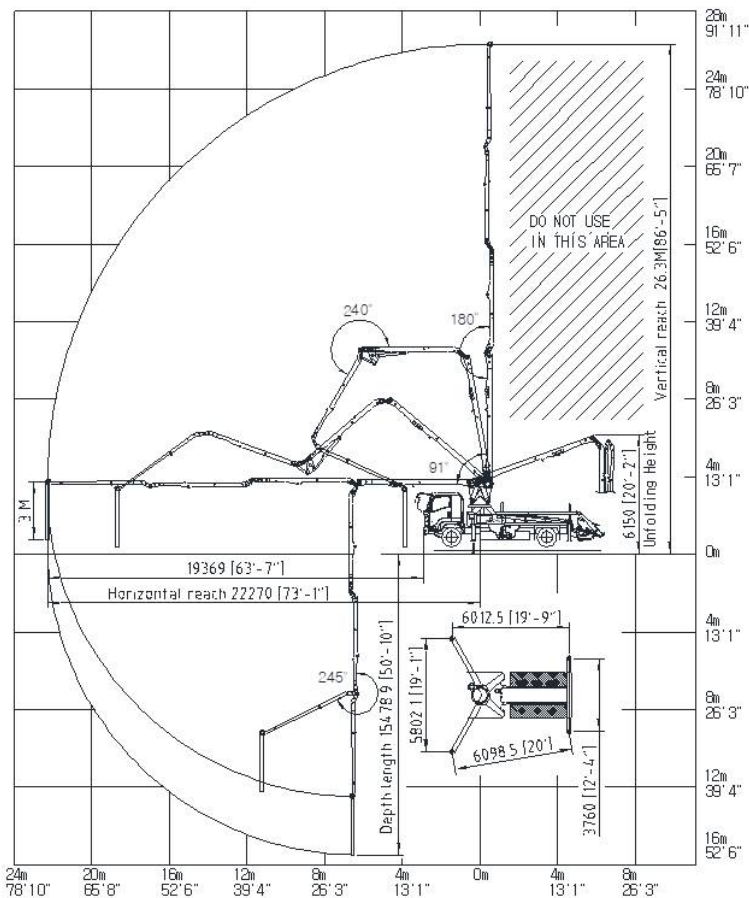 28m
91'11"
24m
78'10"
20m
65'7"
16m
52'6"
12m
39'4"
8m
26'3"
4m
13'1"
0m
4m
13'1"
8m
26'3"
12m
39'4"
16m
52'6"
DO NOT USE
IN THIS AREA
Vertical reach 26.3M[86'-5"]
240°
180°
91°
6150 [20'-2"]
Unfolding Height
3 M
19369 [63'-7"]
Horizontal reach 22270 [73'-1"]
245°
Depth length 15478.9 [50'-10"]
6012.5 [19'-9"]
5802.1 [19'-1"]
6098.5 [20']
3760 [12'-4"]
24m
78'10"
20m
65'8"
16m
52'6"
12m
39'4"
8m
26'3"
4m
13'1"
0m
4m
13'1"
8m
26'3"